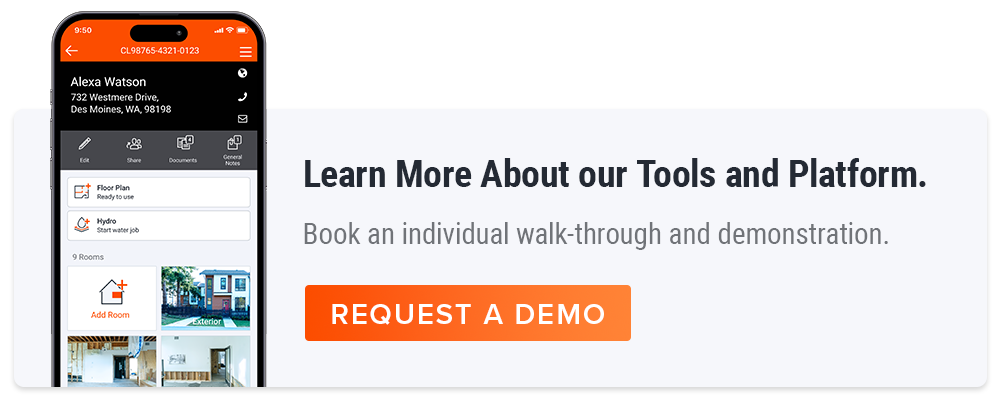 9:50
CL98765-4321-0123
Alexa Watson
732 Westmere Drive,
Des Moines, WA, 98198
4
1
Edit
Share
Documents
General
Notes
Floor Plan
Ready to use
Hydro
Start water job
9 Rooms
Add Room
Exterior
Learn More About our Tools and Platform.
Book an individual walk-through and demonstration.
REQUEST A DEMO